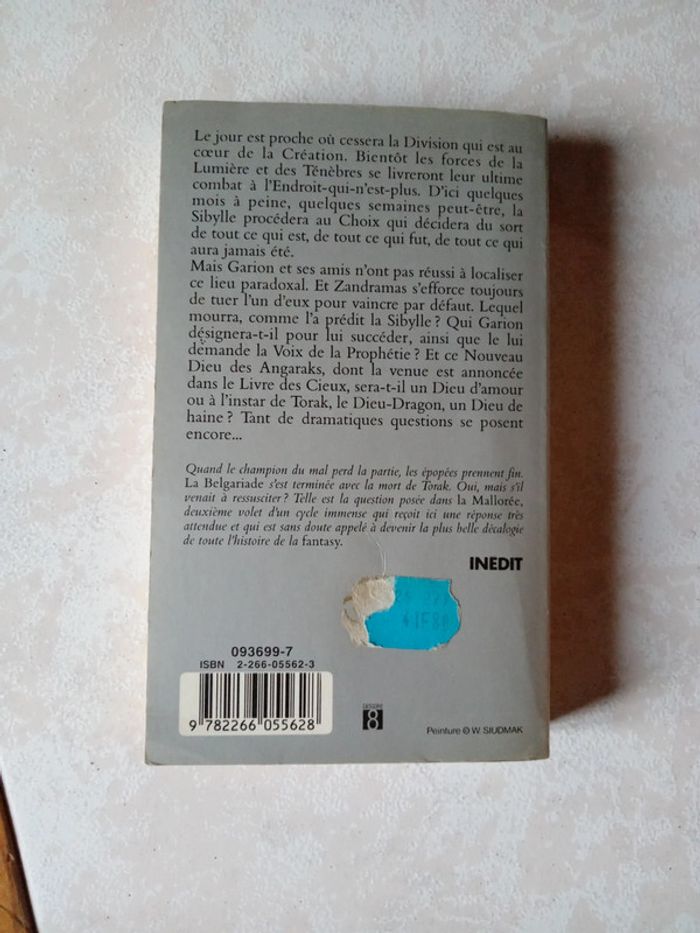 Le jour est proche où cessera la Division qui est au
cœur de la Création. Bientôt les forces de la
Lumière et des Ténèbres se livreront leur ultime
combat à l'Endroit-qui-n'est-plus. D'ici quelques
mois à peine, quelques semaines peut-être, la
Sibylle procédera au Choix qui décidera du sort
de tout ce qui est, de tout ce qui fut, de tout ce qui
aura jamais été.
Mais Garion et ses amis n'ont pas réussi à localiser
ce lieu paradoxal. Et Zandramas s'efforce toujours
de tuer l'un d'eux pour vaincre par défaut. Lequel
mourra, comme l'a prédit la Sibylle ? Qui Garion
désignera-t-il pour lui succéder, ainsi que le lui
demande la Voix de la Prophétie ? Et ce Nouveau
Dieu des Angaraks, dont la venue est annoncée
dans le Livre des Cieux, sera-t-il un Dieu d'amour
ou à l'instar de Torak, le Dieu-Dragon, un Dieu de
haine ? Tant de dramatiques questions se posent
encore...
Quand le champion du mal perd la partie, les épopées prennent fin.
La Belgariade s'est terminée avec la mort de Torak. Oui, mais s'il
venait à ressusciter ? Telle est la question posée dans la Mallorée,
deuxième volet d'un cycle immense qui reçoit ici une réponse très
attendue et qui est sans doute appelé à devenir la plus belle décalogie
de toute l'histoire de la fantasy.
INEDIT
093699-7
ISBN 2-266-05562-3
9 782266 055628
8
Peinture © W. SIUDMAK